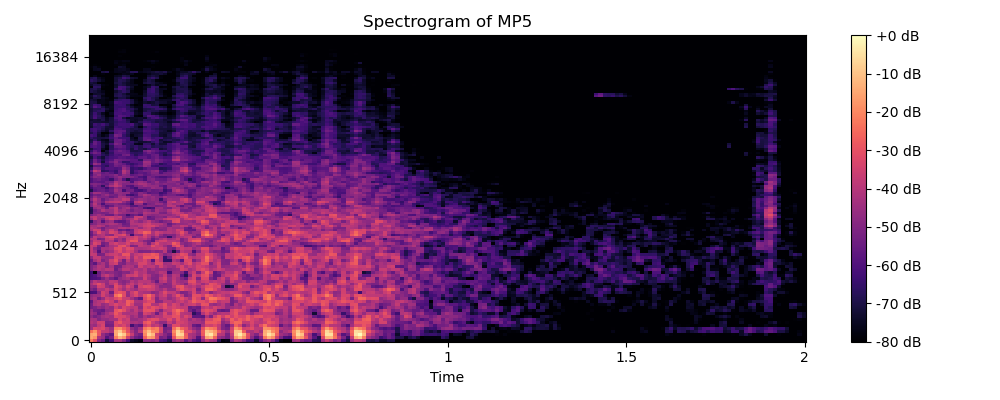 Spectrogram of MP5
16384
8192
4096
2048
1024
512
0
Hz
0
0.5
1
1.5
2
Time
+0 dB
-10 dB
-20 dB
-30 dB
-40 dB
-50 dB
-60 dB
-70 dB
-80 dB